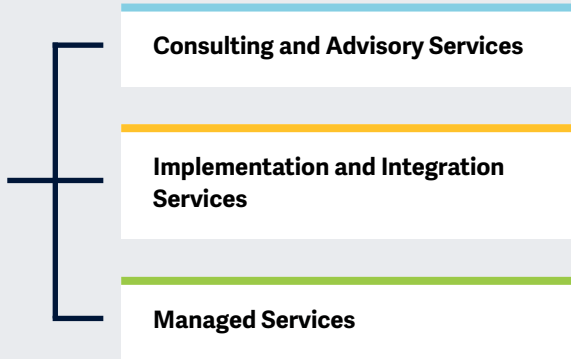 Consulting and Advisory Services
Implementation and Integration
Services
Managed Services